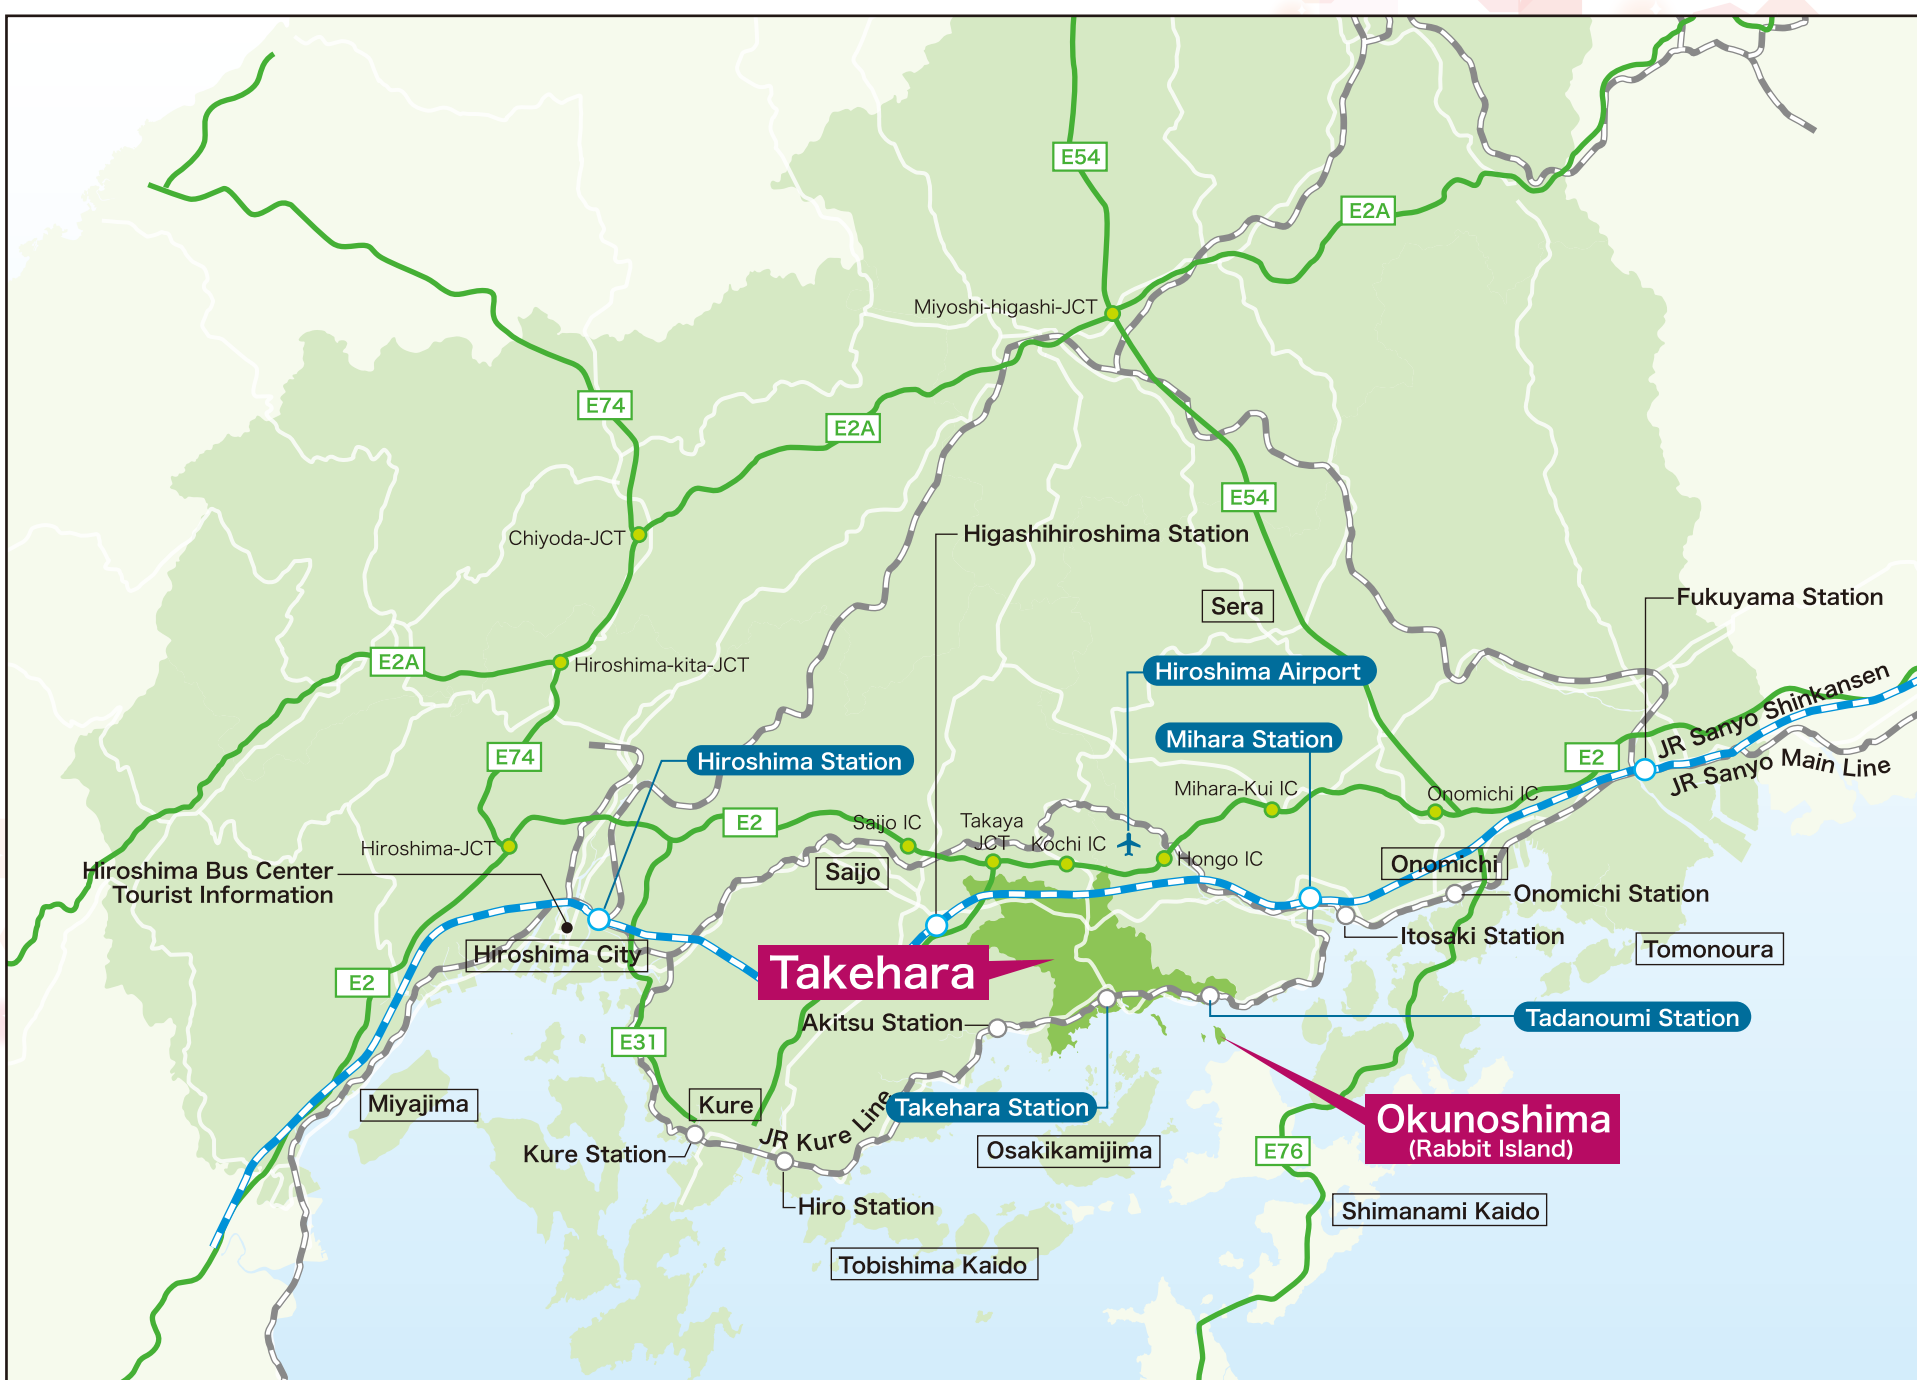 E54
E2A
Miyoshi-higashi-JCT
E74
E2A
E54
Chiyoda-JCT
Higashihiroshima Station
Sera
Fukuyama Station
E2A
Hiroshima-kita-JCT
Hiroshima Airport
JR Sanyo Shinkansen
Mihara Station
E74
Hiroshima Station
E2
JR Sanyo Main Line
Mihara-Kui IC
Onomichi IC
E2
Saijo IC
Takaya
JCT
Kochi IC
Hiroshima-JCT
Hongo IC
Hiroshima Bus Center
Tourist Information
Saijo
Onomichi
Onomichi Station
Itosaki Station
Tomonoura
Hiroshima City
Takehara
E2
Akitsu Station
Tadanoumi Station
E31
Miyajima
Kure
JR Kure Line
Takehara Station
Okunoshima
(Rabbit Island)
Kure Station
Osakikamijima
E76
Hiro Station
Shimanami Kaido
Tobishima Kaido